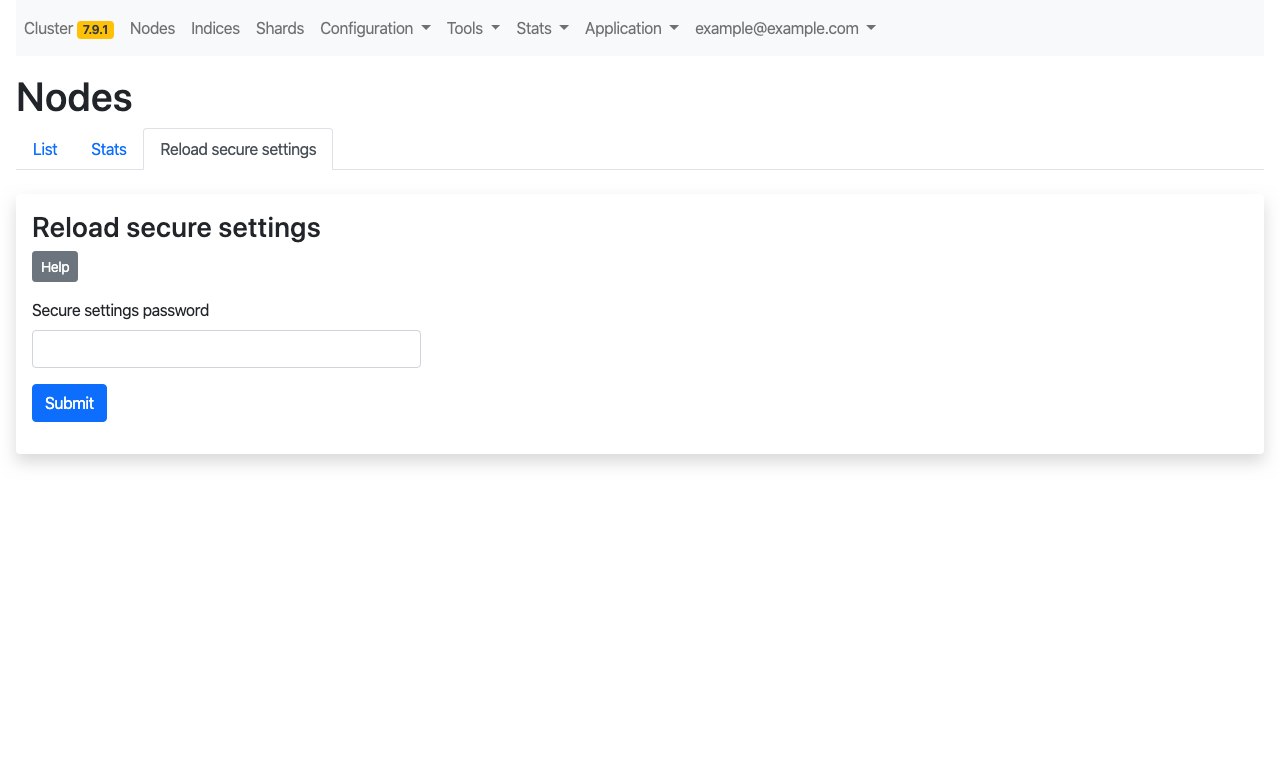 Cluster 7.9.1 Nodes Indices Shards Configuration Tools Stats Application example@example.com
Nodes
List Stats Reload secure settings
Reload secure settings
Help
Secure settings password
Submit